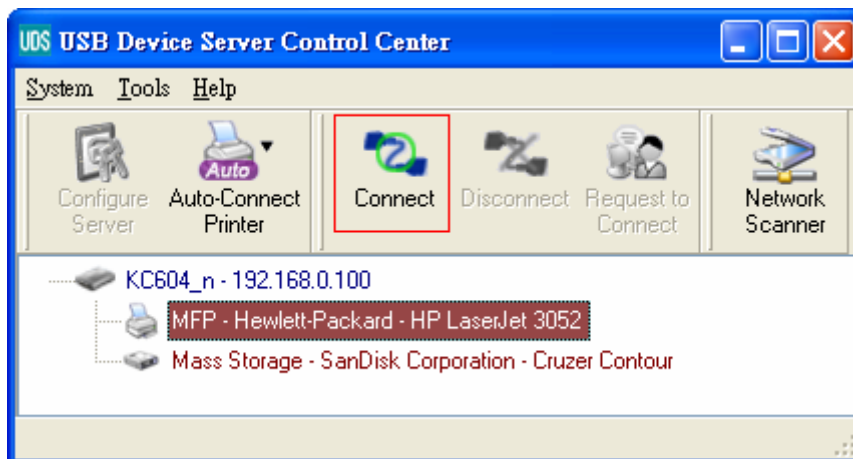 UDS USB Device Server Control Center
System Tools Help
Auto
Configure Server
Auto-Connect Printer
Connect
Disconnect
Request to Connect
Network Scanner
KC604_n - 192.168.0.100
MFP - Hewlett-Packard - HP LaserJet 3052
Mass Storage - SanDisk Corporation - Cruzer Contour